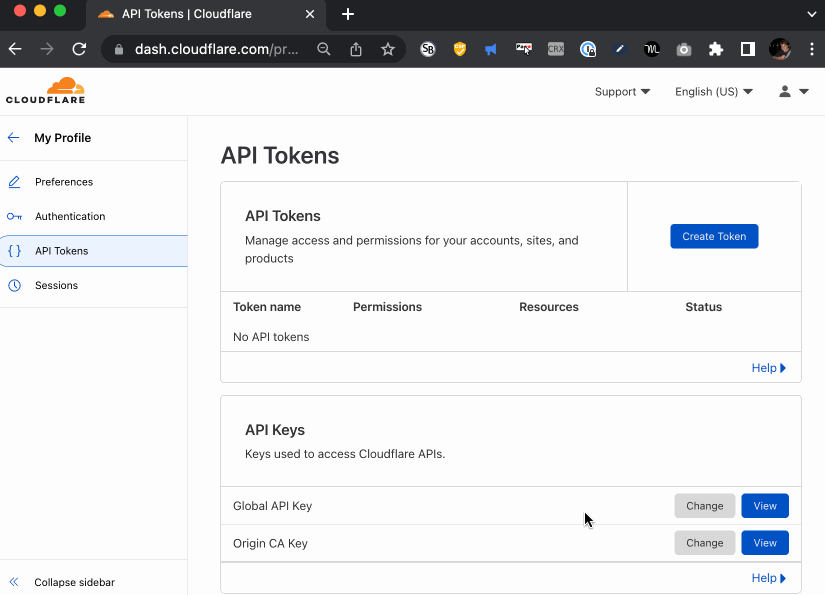 API Tokens | Cloudflare
dash.cloudflare.com/pr...
SB
Page
CRX
CLOUDFLARE
Support
English (US)
My Profile
Preferences
Authentication
{ } API Tokens
Sessions
Collapse sidebar
API Tokens
API Tokens
Manage access and permissions for your accounts, sites, and
products
Create Token
Token name Permissions Resources Status
No API tokens
Help
API Keys
Keys used to access Cloudflare APIs.
Global API Key Change View
Origin CA Key Change View
Help